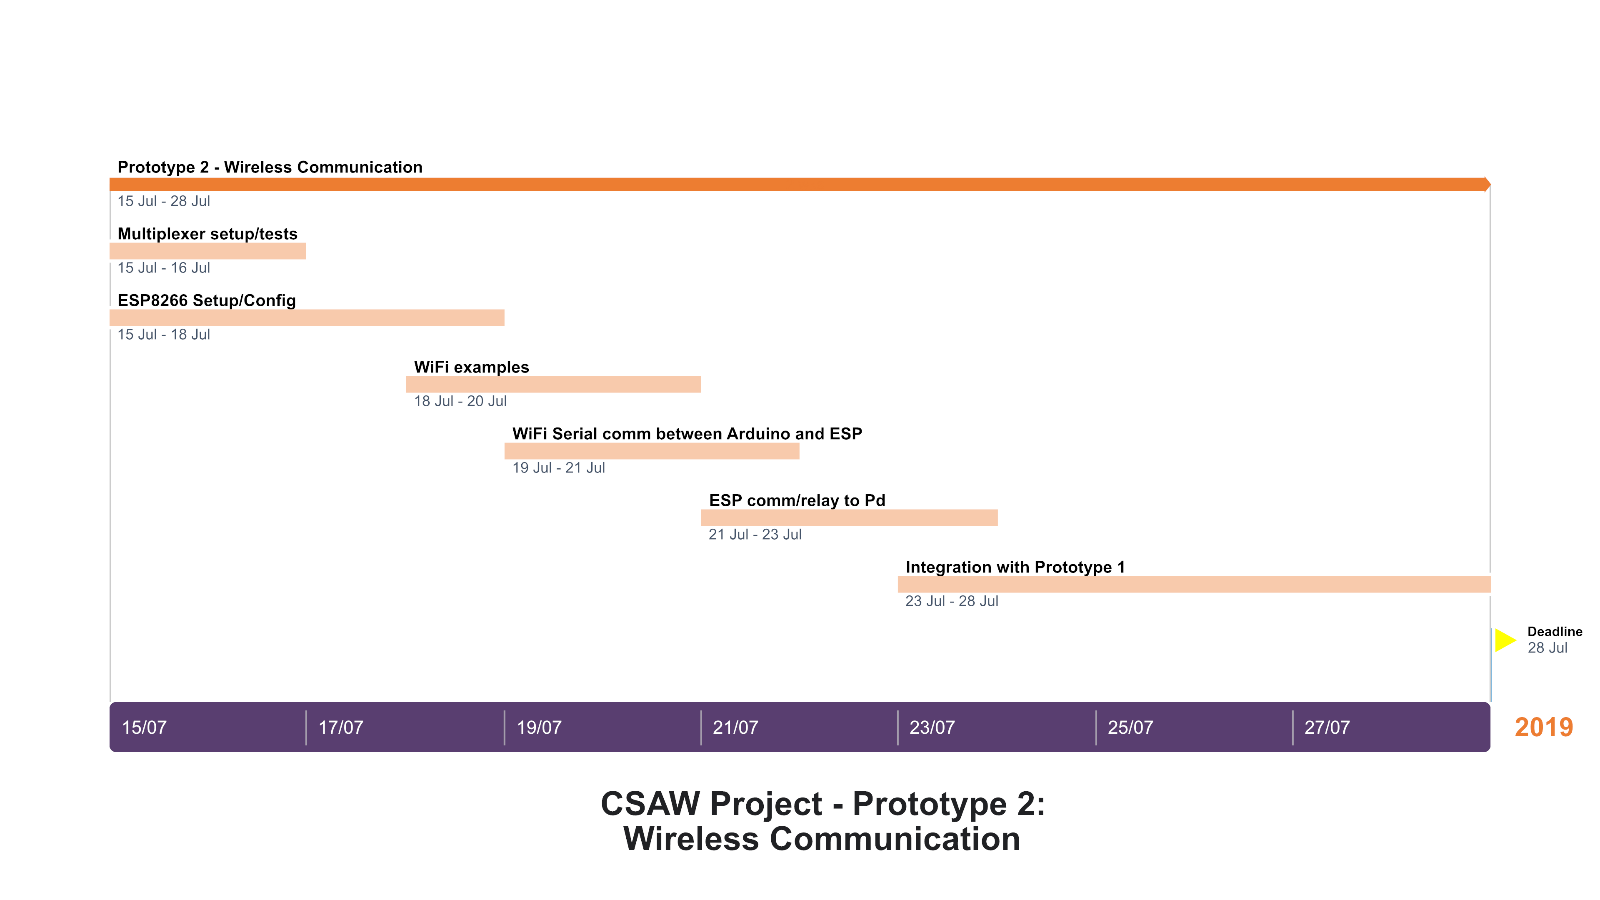 Prototype 2 - Wireless Communication
15 Jul - 28 Jul
Multiplexer setup/tests
15 Jul - 16 Jul
ESP8266 Setup/Config
15 Jul - 18 Jul
WiFi examples
18 Jul - 20 Jul
WiFi Serial comm between Arduino and ESP
19 Jul - 21 Jul
ESP comm/relay to Pd
21 Jul - 23 Jul
Integration with Prototype 1
23 Jul - 28 Jul
Deadline
28 Jul
15/07 17/07 19/07 21/07 23/07 25/07 27/07 2019
CSAW Project - Prototype 2:
Wireless Communication